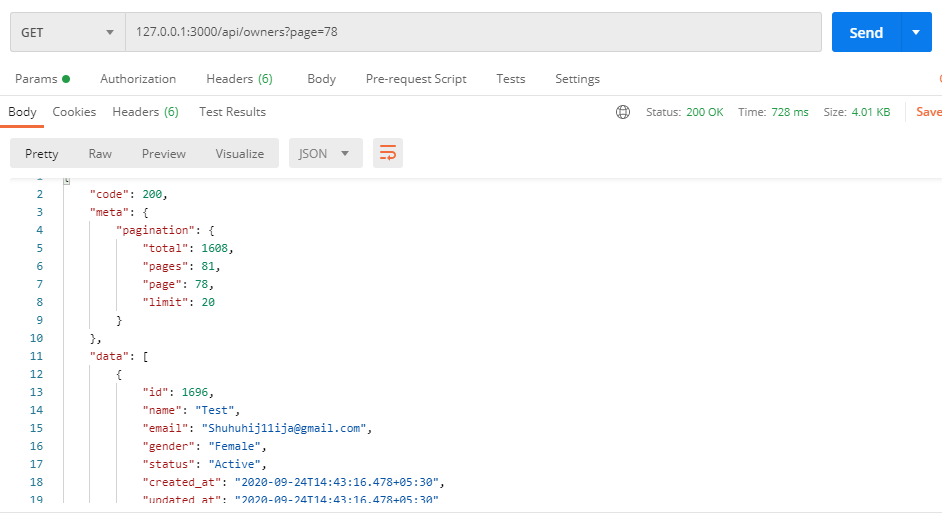 GET 127.0.0.1:3000/api/owners?page=78 Send
Params Authorization Headers (6) Body Pre-request Script Tests Settings
Body Cookies Headers (6) Test Results Status: 200 OK Time: 728 ms Size: 4.01 KB Save
Pretty Raw Preview Visualize JSON
2 "code": 200,
3 "meta": {
4 "pagination": {
5 "total": 1608,
6 "pages": 81,
7 "page": 78,
8 "limit": 20
9 }
10 },
11 "data": [
12 {
13 "id": 1696,
14 "name": "Test",
15 "email": "Shuhuhij11ija@gmail.com",
16 "gender": "Female",
17 "status": "Active",
18 "created_at": "2020-09-24T14:43:16.478+05:30",
19 "updated_at": "2020-09-24T14:43:16.478+05:30"